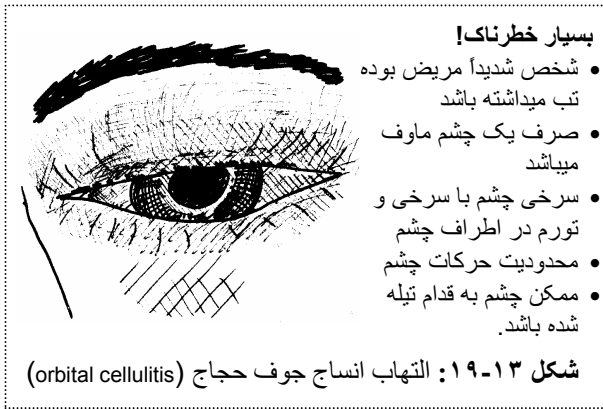 بسیار خطرناک!
• شخص شدیداً مریض بوده
تب میداشته باشد
• صرف یک چشم ماوف
میباشد
• سرخی چشم با سرخی و
تورم در اطراف چشم
• محدودیت حرکات چشم
• ممکن چشم به قدام تیله
شده باشد.
شکل ۱۳-۱۹: التهاب انساج جوف حجاج (orbital cellulitis)